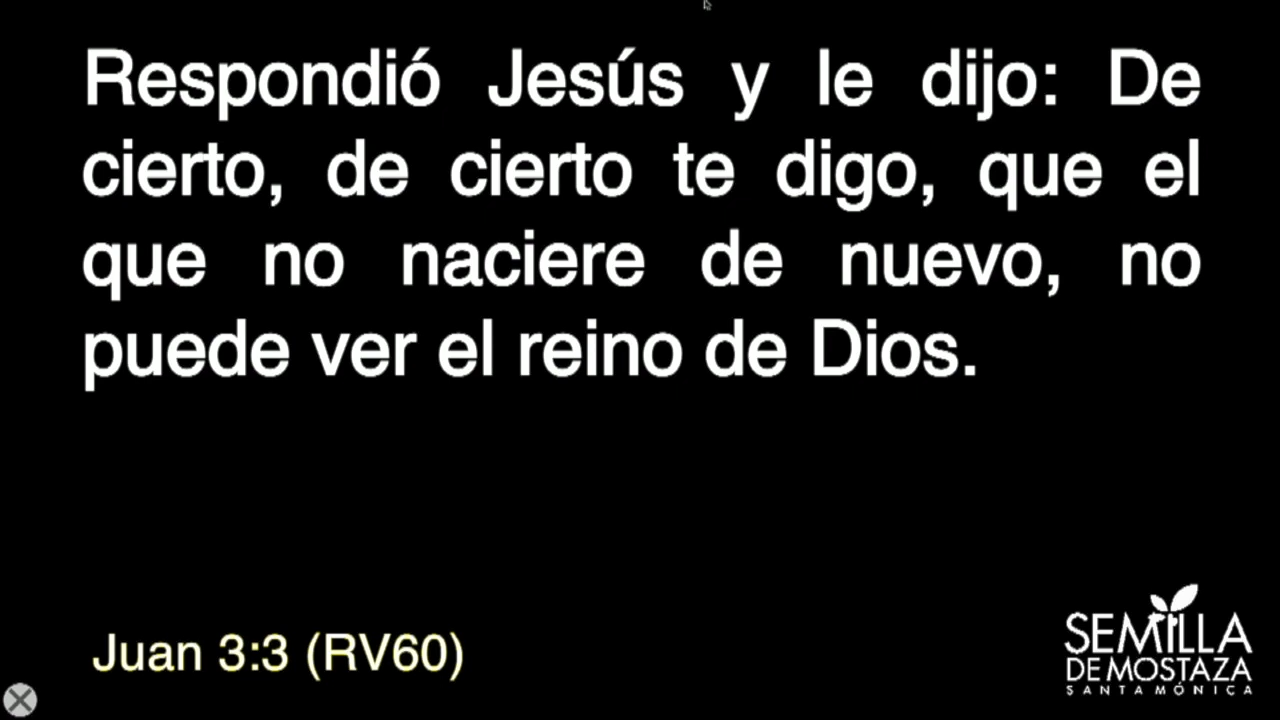 Respondió Jesús y le dijo: De
cierto, de cierto te digo, que el
que no naciere de nuevo, no
puede ver el reino de Dios.
Juan 3:3 (RV60)
SEMILLA
DE MOSTAZA
SANTA MÓNICA